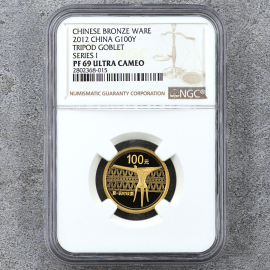 CHINESE BRONZE WARE
2012 CHINA G100Y
TRIPOD GOBLET
SERIES I
PF 69 ULTRA CAMEO
2802368-015
NUMISMATIC GUARANTY CORPORATION
NGC
100元